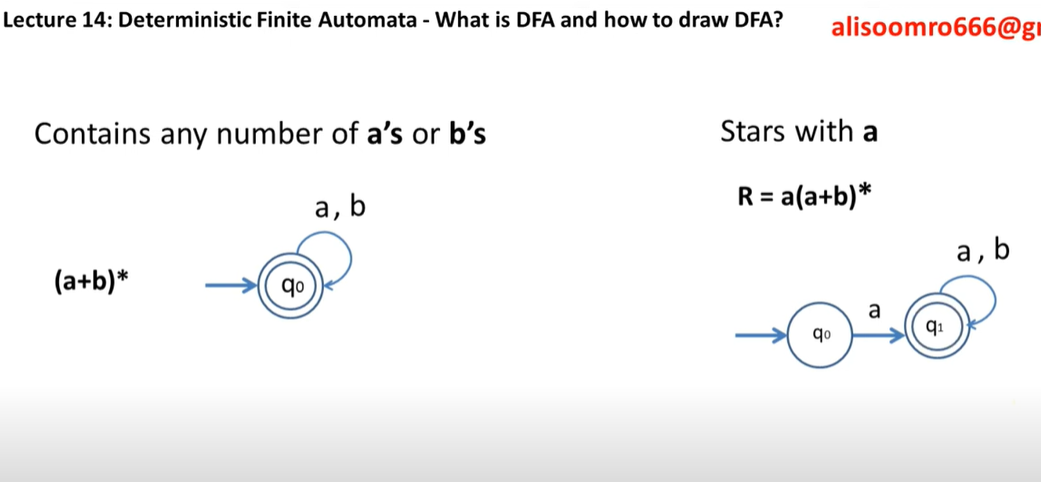 Lecture 14: Deterministic Finite Automata - What is DFA and how to draw DFA?
alisoomro666@g
Contains any number of a’s or b’s
a, b
(a+b)*
q0
Stars with a
R = a(a+b)*
a , b
a
q0
q1